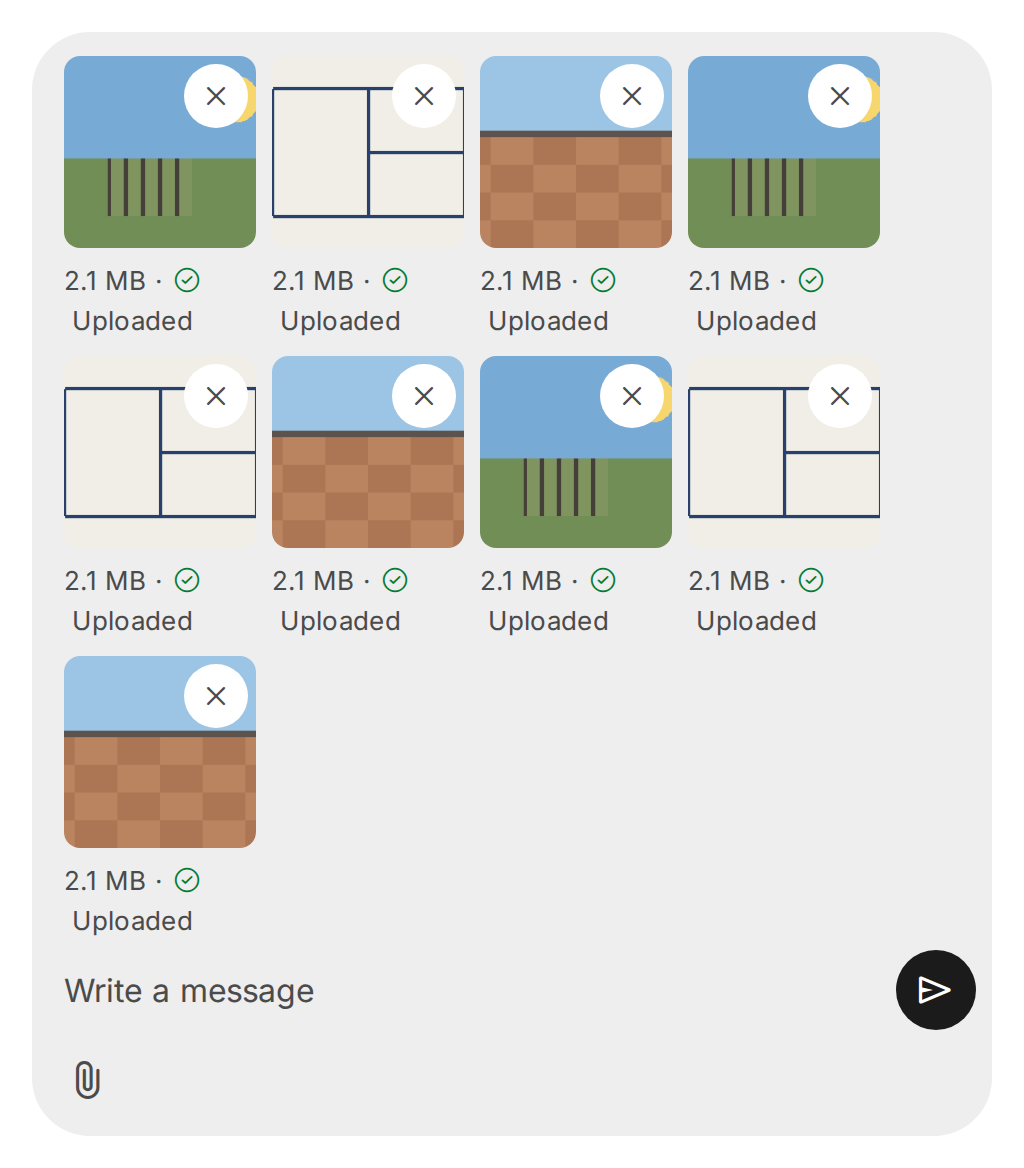 2.1 MB · 2.1 MB · 2.1 MB · 2.1 MB ·
Uploaded Uploaded Uploaded Uploaded
2.1 MB · 2.1 MB · 2.1 MB · 2.1 MB ·
Uploaded Uploaded Uploaded Uploaded
2.1 MB ·
Uploaded
Write a message